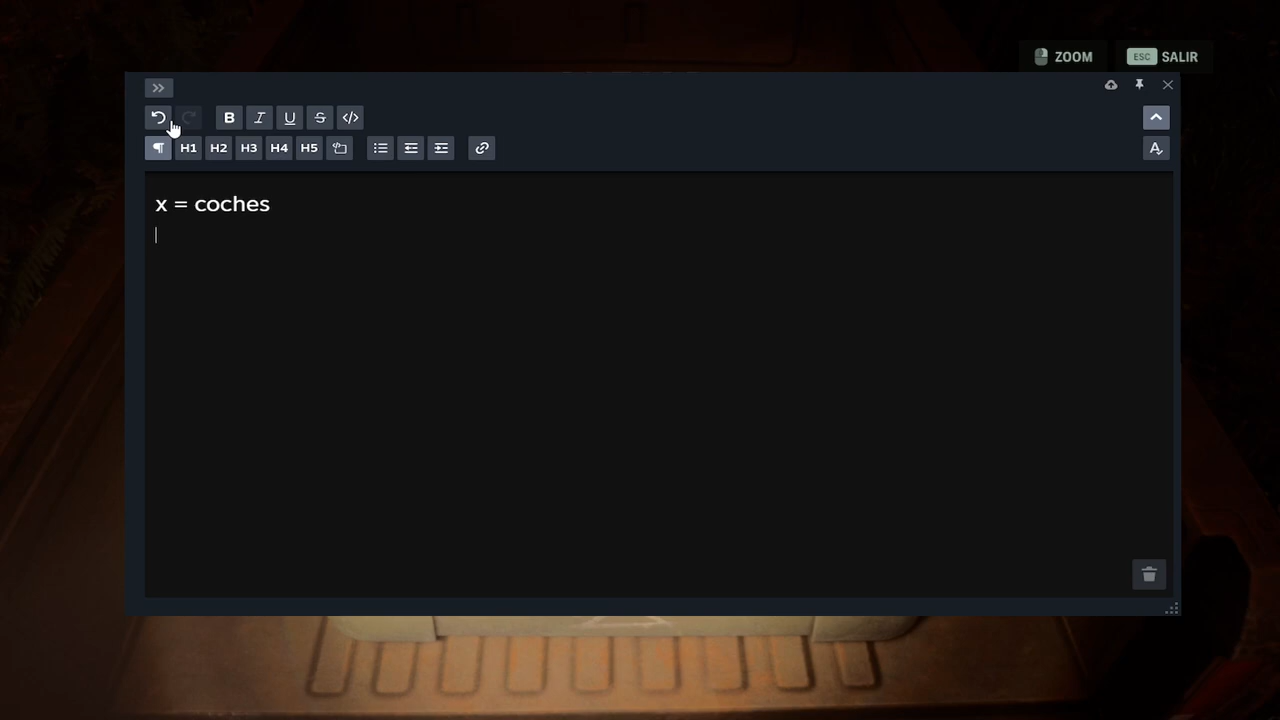 ZOOM
ESC SALIR
B I U S </>
¶ H1 H2 H3 H4 H5
A
x = coches